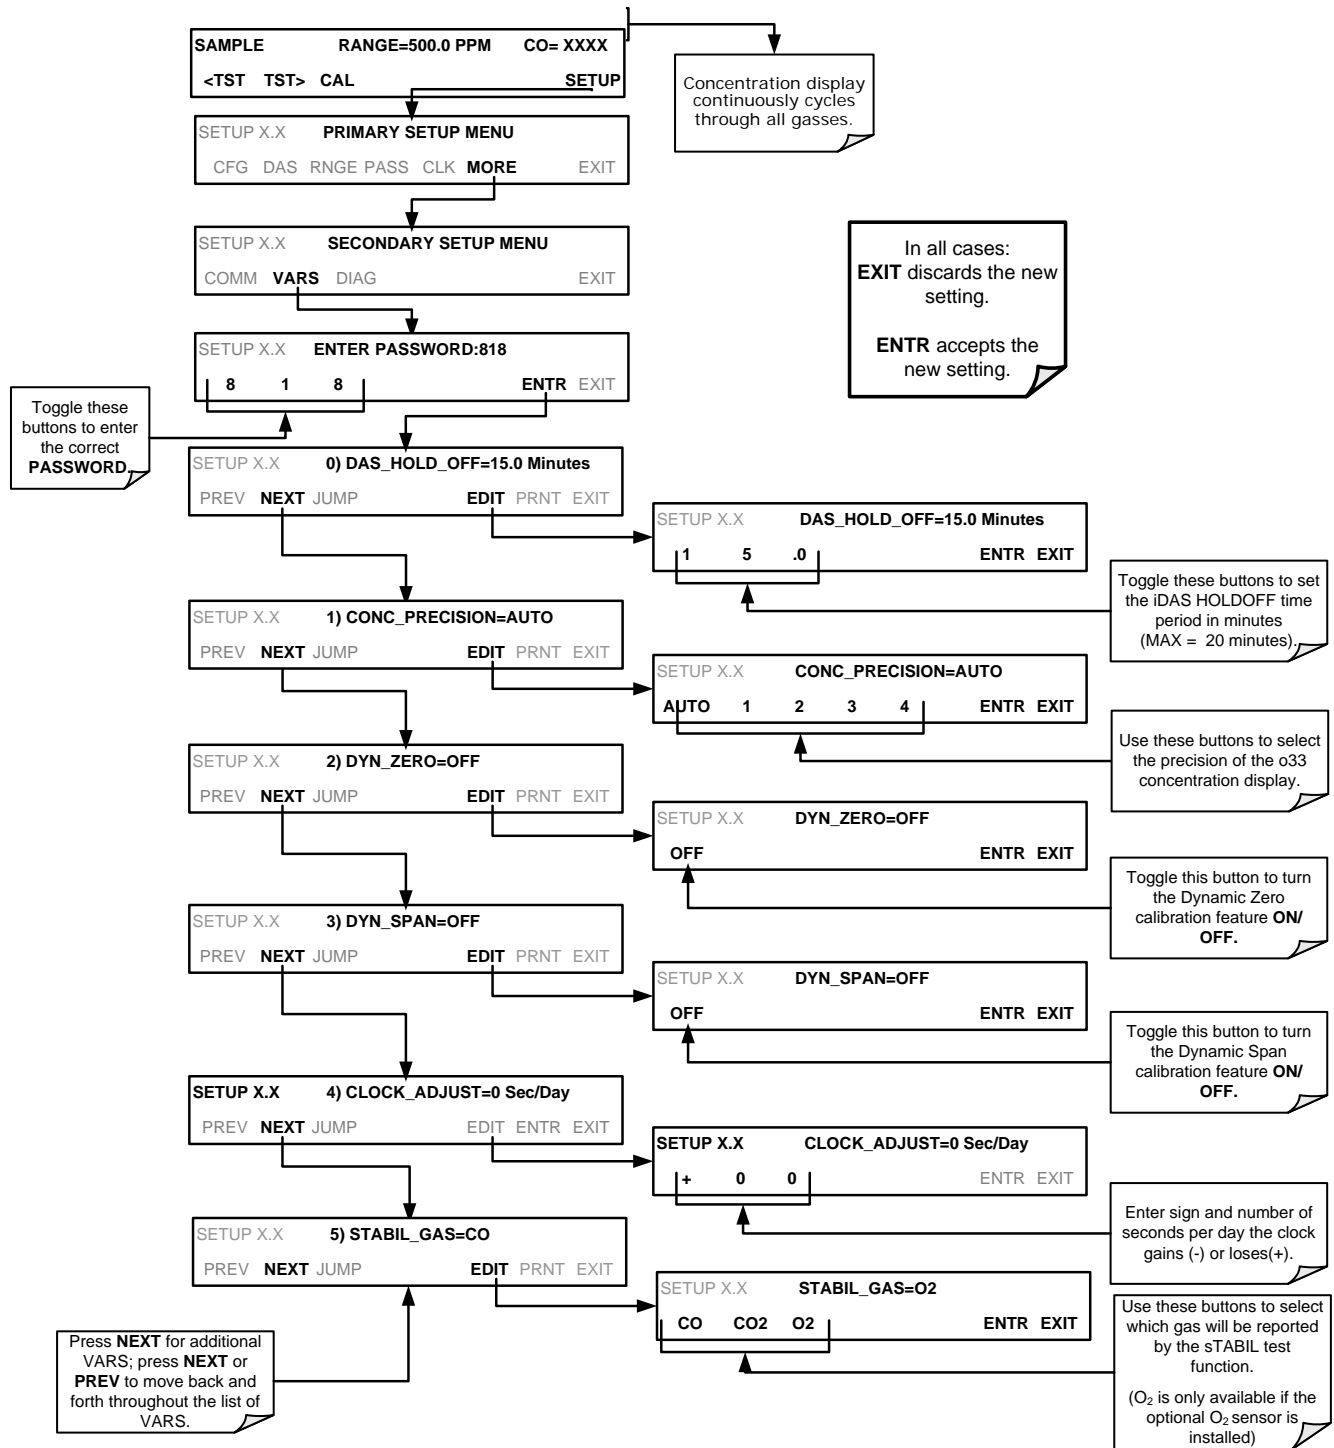 SAMPLE RANGE=500.0 PPM CO= XXXX
<TST TST> CAL SETUP
Concentration display
continuously cycles
through all gasses.
SETUP X.X PRIMARY SETUP MENU
CFG DAS RNGE PASS CLK MORE EXIT
SETUP X.X SECONDARY SETUP MENU
COMM VARS DIAG EXIT
In all cases:
EXIT discards the new
setting.
ENTR accepts the
new setting.
SETUP X.X ENTER PASSWORD:818
8 1 8 ENTR EXIT
Toggle these
buttons to enter
the correct
PASSWORD.
SETUP X.X 0) DAS_HOLD_OFF=15.0 Minutes
PREV NEXT JUMP EDIT PRNT EXIT
SETUP X.X DAS_HOLD_OFF=15.0 Minutes
1 5 .0 ENTR EXIT
Toggle these buttons to set
the iDAS HOLDOFF time
period in minutes
(MAX = 20 minutes).
SETUP X.X 1) CONC_PRECISION=AUTO
PREV NEXT JUMP EDIT PRNT EXIT
SETUP X.X CONC_PRECISION=AUTO
AUTO 1 2 3 4 ENTR EXIT
Use these buttons to select
the precision of the o33
concentration display.
SETUP X.X 2) DYN_ZERO=OFF
PREV NEXT JUMP EDIT PRNT EXIT
SETUP X.X DYN_ZERO=OFF
OFF ENTR EXIT
Toggle this button to turn
the Dynamic Zero
calibration feature ON/
OFF.
SETUP X.X 3) DYN_SPAN=OFF
PREV NEXT JUMP EDIT PRNT EXIT
SETUP X.X DYN_SPAN=OFF
OFF ENTR EXIT
Toggle this button to turn
the Dynamic Span
calibration feature ON/
OFF.
SETUP X.X 4) CLOCK_ADJUST=0 Sec/Day
PREV NEXT JUMP EDIT ENTR EXIT
SETUP X.X CLOCK_ADJUST=0 Sec/Day
+ 0 0 ENTR EXIT
Enter sign and number of
seconds per day the clock
gains (-) or loses(+).
SETUP X.X 5) STABIL_GAS=CO
PREV NEXT JUMP EDIT PRNT EXIT
SETUP X.X STABIL_GAS=O2
CO CO2 O2 ENTR EXIT
Use these buttons to select
which gas will be reported
by the sTABIL test
function.
(O2 is only available if the
optional O2 sensor is
installed)
Press NEXT for additional
VARS; press NEXT or
PREV to move back and
forth throughout the list of
VARS.